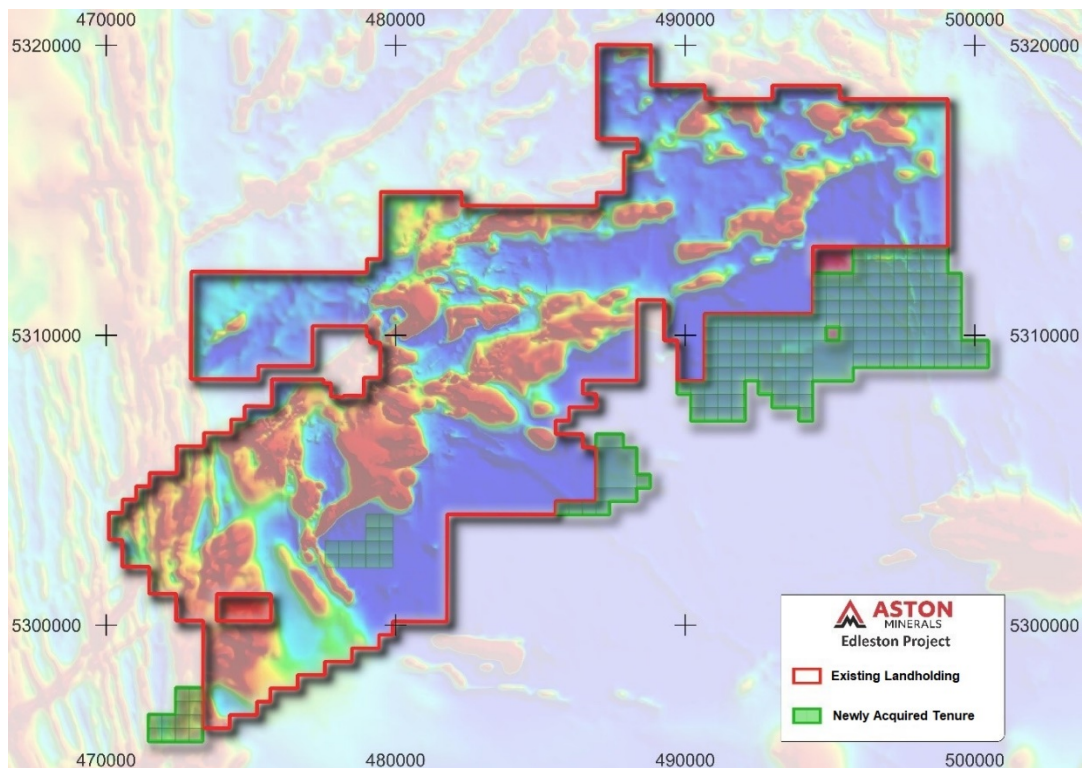 470000 480000 490000 500000
5320000 5320000
5310000 5310000
5300000 5300000
ASTON
MINERALS
Edleston Project
Existing Landholding
Newly Acquired Tenure
470000 480000 490000 500000